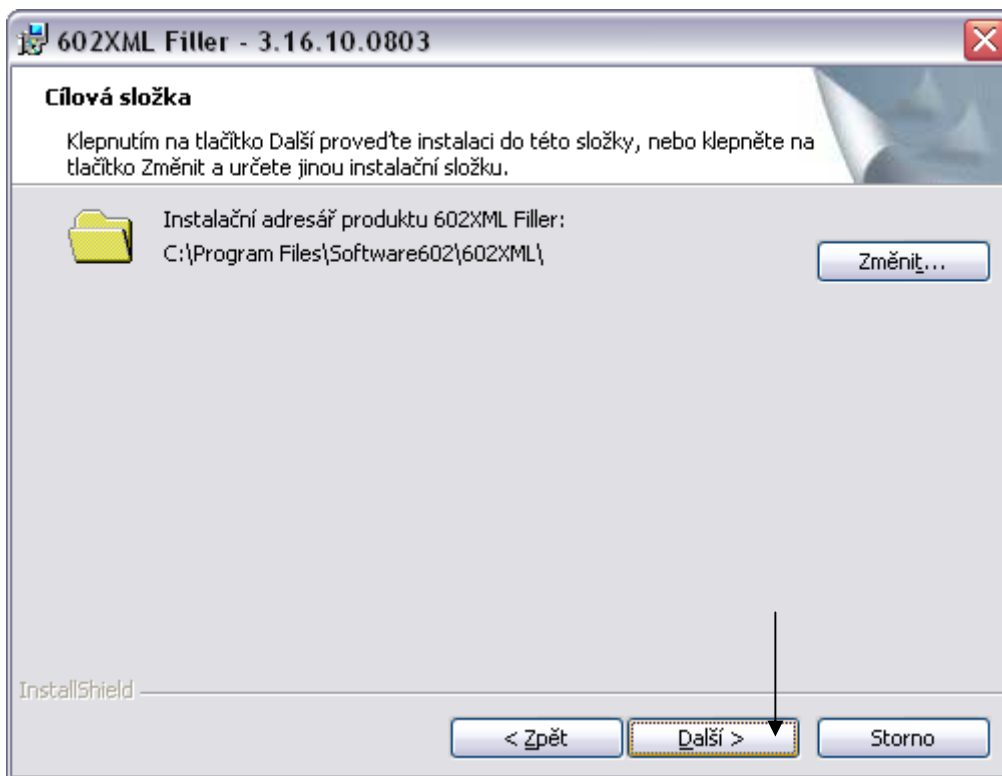 602XML Filler - 3.16.10.0803
Cílová složka
Klepnutím na tlačítko Další proveďte instalaci do této složky, nebo klepněte na
tlačítko Změnit a určete jinou instalační složku.
Instalační adresář produktu 602XML Filler:
C:\Program Files\Software602\602XML\
Změnit...
InstallShield
< Zpět
Další >
Storno